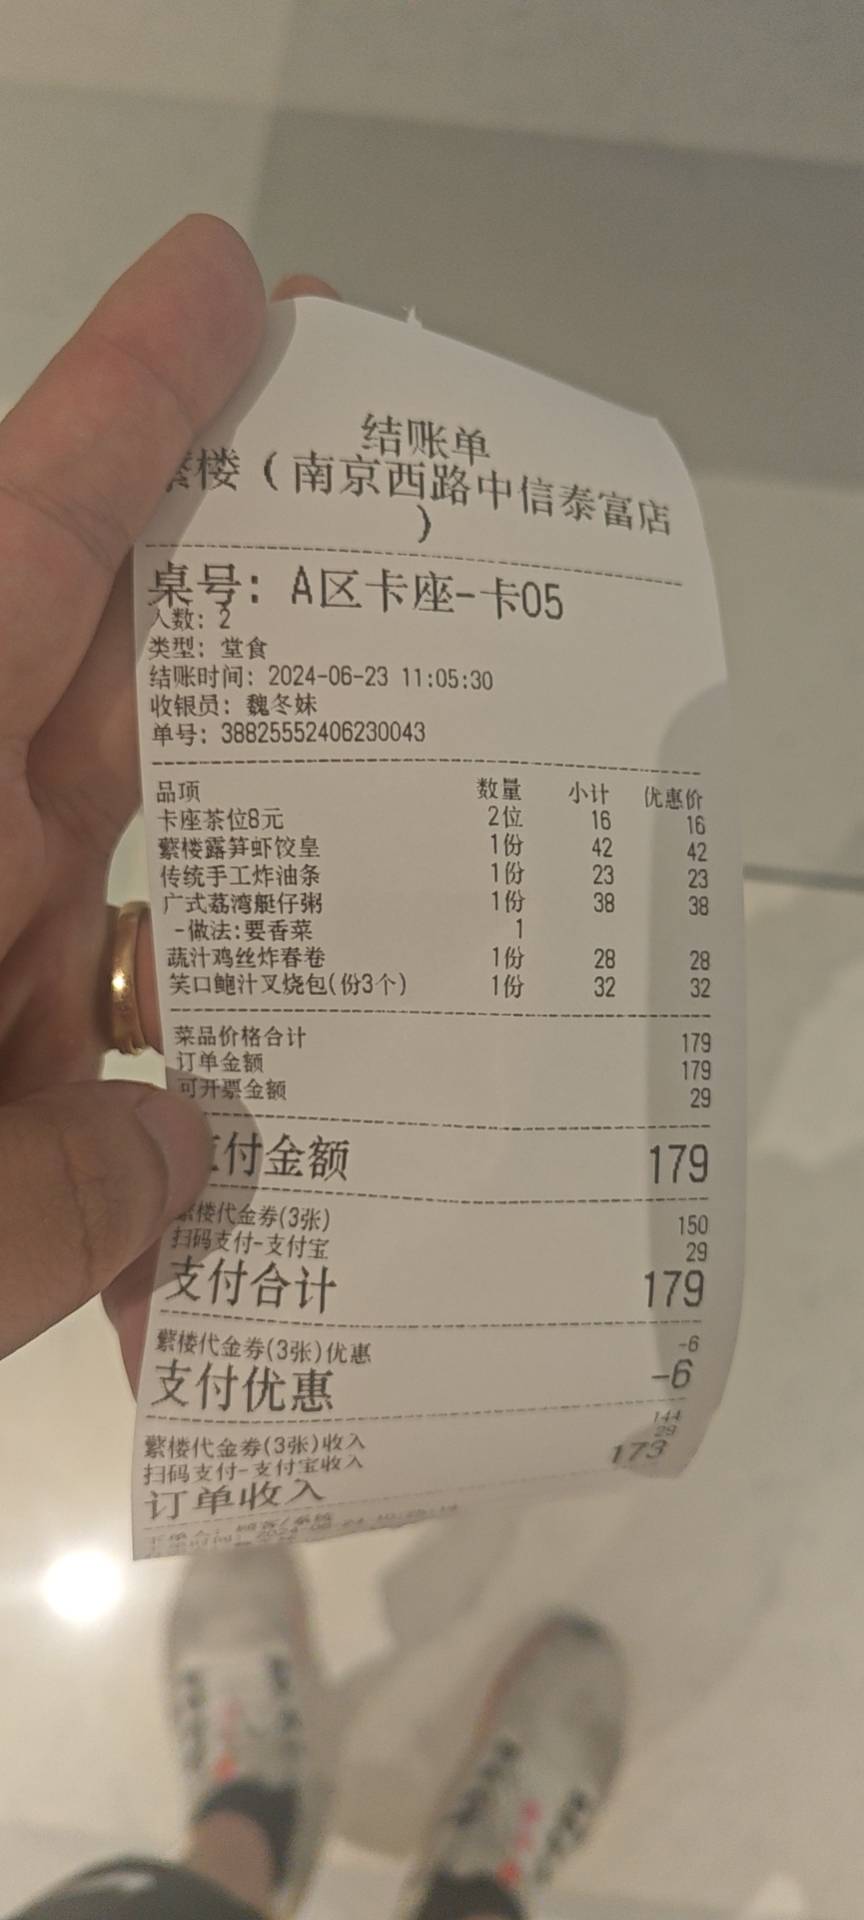 结账单
繁楼（南京西路中信泰富店
）
桌号：A区卡座-卡05
人数：2
类型：堂食
结账时间：2024-06-23 11:05:30
收银员：魏冬妹
单号：38825552406230043
品项 数量 小计 优惠价
卡座茶位8元 2位 16 16
繁楼露笋虾饺皇 1份 42 42
传统手工炸油条 1份 23 23
广式荔湾艇仔粥 1份 38 38
-做法:要香菜 1
蔬汁鸡丝炸春卷 1份 28 28
笑口鲍汁叉烧包(份3个) 1份 32 32
菜品价格合计 179
订单金额 179
可开票金额 29
付金额 179
繁楼代金券(3张) 150
扫码支付-支付宝 29
支付合计 179
繁楼代金券(3张)优惠 -6
支付优惠 -6
繁楼代金券(3张)收入 144
扫码支付-支付宝收入 29
订单收入 173